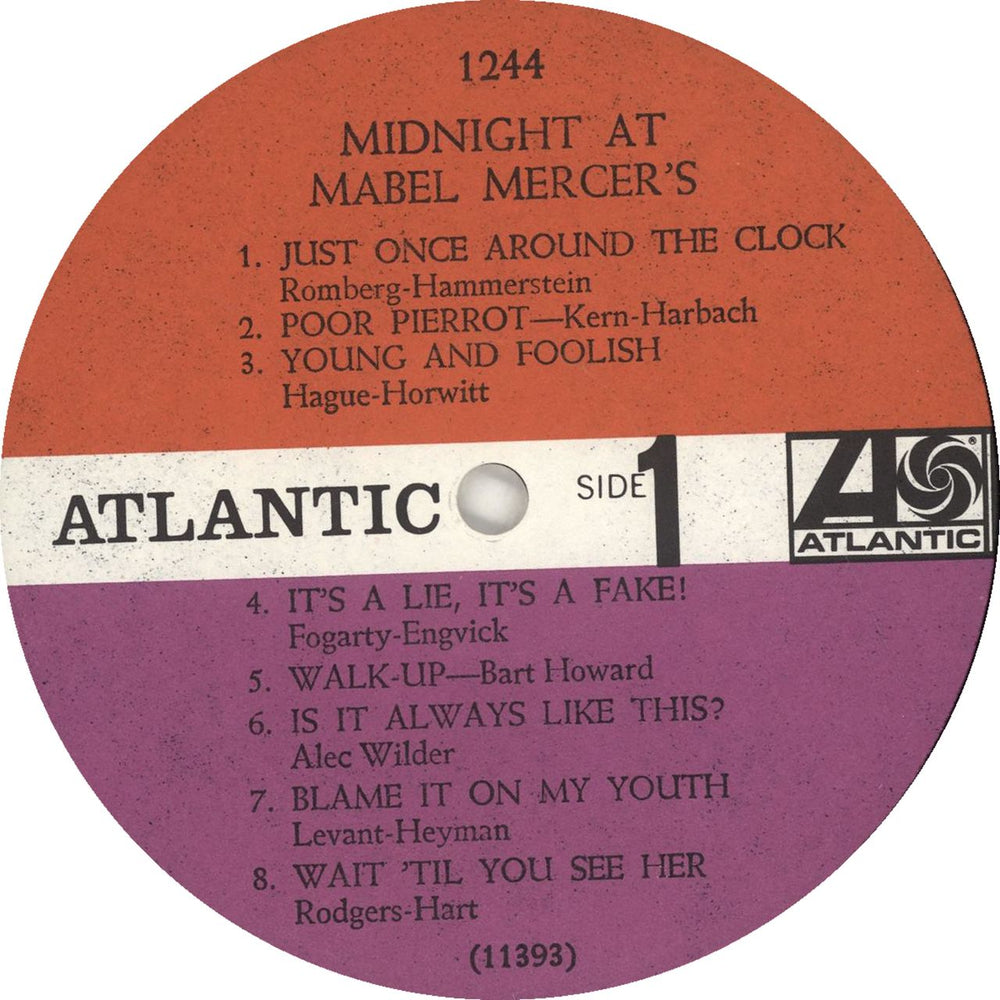 1244
MIDNIGHT AT
MABEL MERCER'S
1. JUST ONCE AROUND THE CLOCK
Romberg-Hammerstein
2. POOR PIERROT—Kern-Harbach
3. YOUNG AND FOOLISH
Hague-Horwitt
ATLANTIC
SIDE 1
A
®
ATLANTIC
4. IT'S A LIE, IT'S A FAKE!
Fogarty-Engvick
5. WALK-UP—Bart Howard
6. IS IT ALWAYS LIKE THIS?
Alec Wilder
7. BLAME IT ON MY YOUTH
Levant-Heyman
8. WAIT 'TIL YOU SEE HER
Rodgers-Hart
(11393)